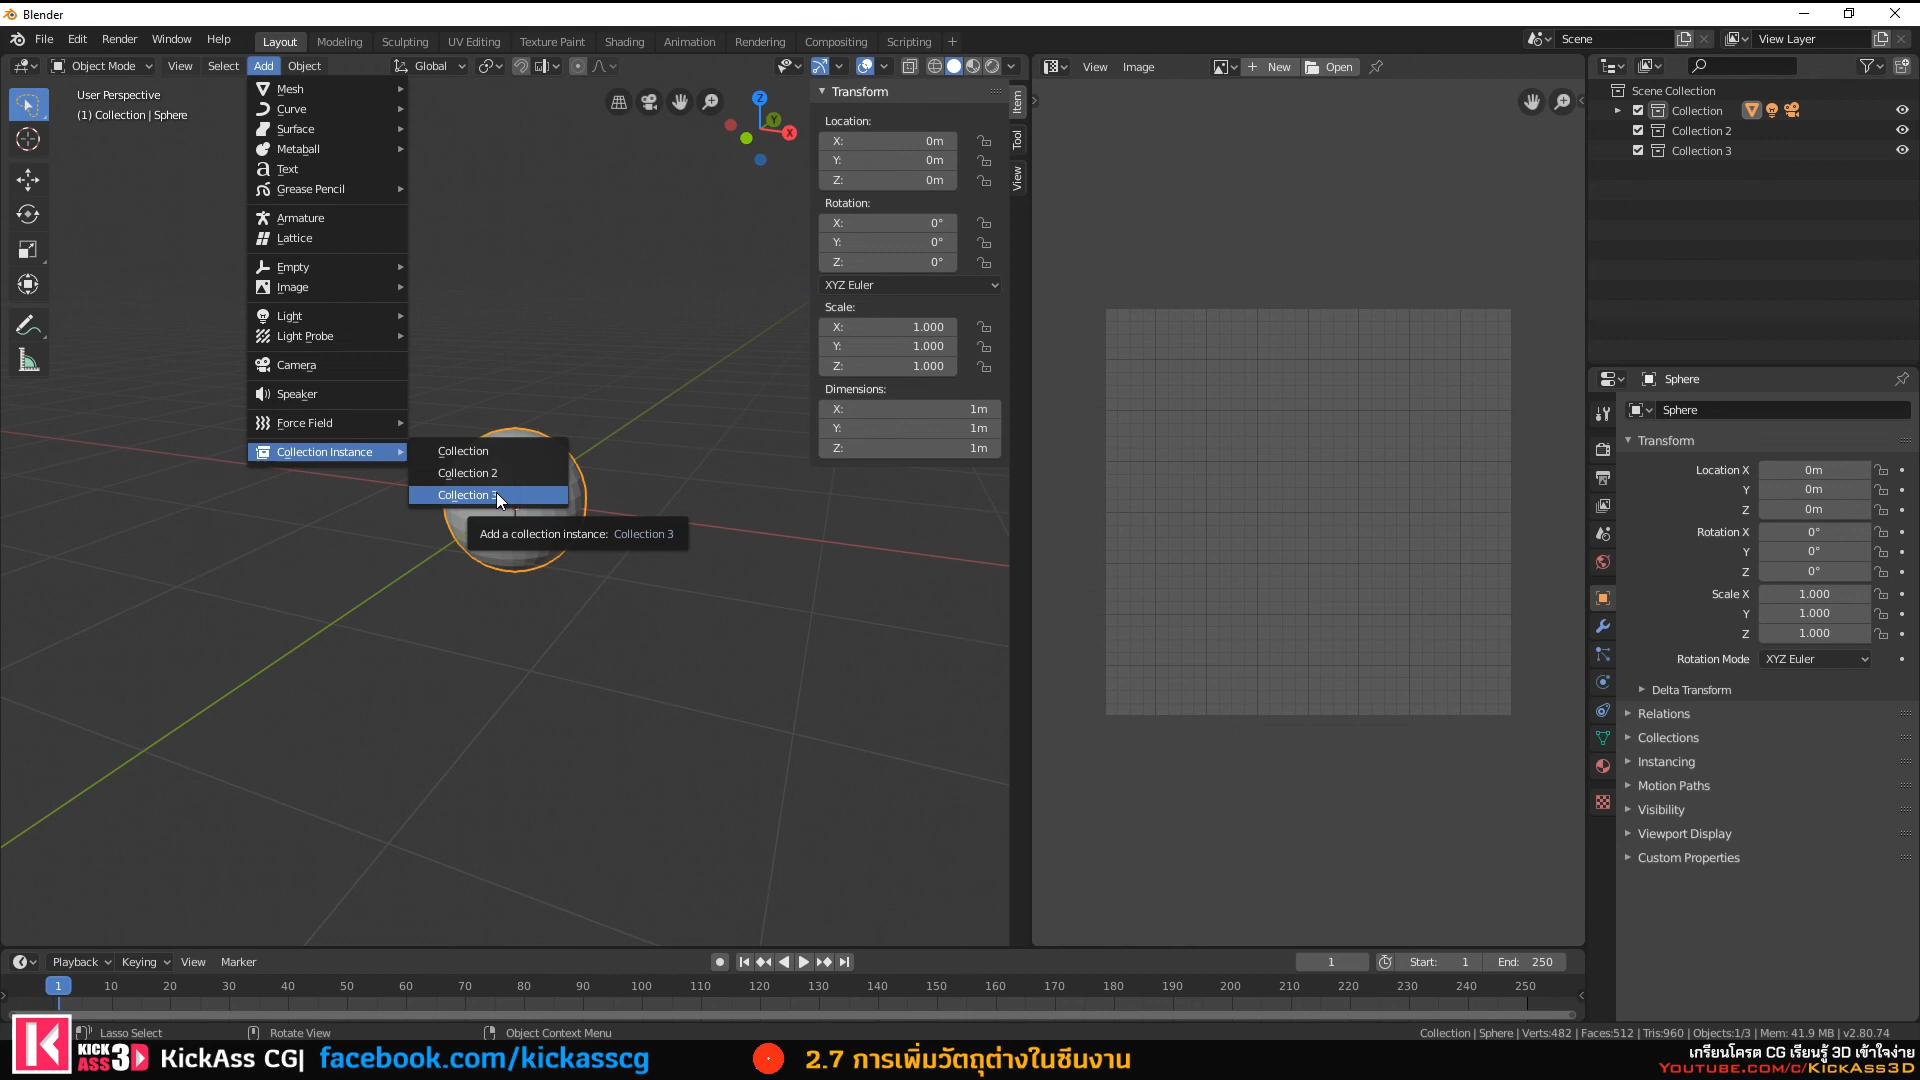 Blender
File Edit Render Window Help Layout Modeling Sculpting UV Editing Texture Paint Shading Animation Rendering Compositing Scripting + Scene View Layer
Object Mode View Select Add Object Global
View Image New Open
User Perspective
(1) Collection | Sphere
Mesh
Curve
Surface
Metaball
Text
Grease Pencil
Armature
Lattice
Empty
Image
Light
Light Probe
Camera
Speaker
Force Field
Collection Instance
Collection
Collection 2
Collection 3
Add a collection instance: Collection 3
Z
Y
X
Transform
Location:
X: 0m
Y: 0m
Z: 0m
Rotation:
X: 0°
Y: 0°
Z: 0°
XYZ Euler
Scale:
X: 1.000
Y: 1.000
Z: 1.000
Dimensions:
X: 1m
Y: 1m
Z: 1m
Item
Tool
View
Scene Collection
Collection
Collection 2
Collection 3
Sphere
Sphere
Transform
Location X 0m
Y 0m
Z 0m
Rotation X 0°
Y 0°
Z 0°
Scale X 1.000
Y 1.000
Z 1.000
Rotation Mode XYZ Euler
Delta Transform
Relations
Collections
Instancing
Motion Paths
Visibility
Viewport Display
Custom Properties
Playback Keying View Marker 1 Start: 1 End: 250
1 10 20 30 40 50 60 70 80 90 100 110 120 130 140 150 160 170 180 190 200 210 220 230 240 250
Lasso Select Rotate View Object Context Menu Collection | Sphere | Verts:482 | Faces:512 | Tris:960 | Objects:1/3 | Mem: 41.9 MB | v2.80.74
K KICK ASS 3D KickAss CG| facebook.com/kickasscg 2.7 การเพิ่มวัตถุต่างในซีนงาน
เกรียนโครต CG เรียนรู้ 3D เข้าใจง่าย
YOUTUBE.COM/C/KICKASS3D